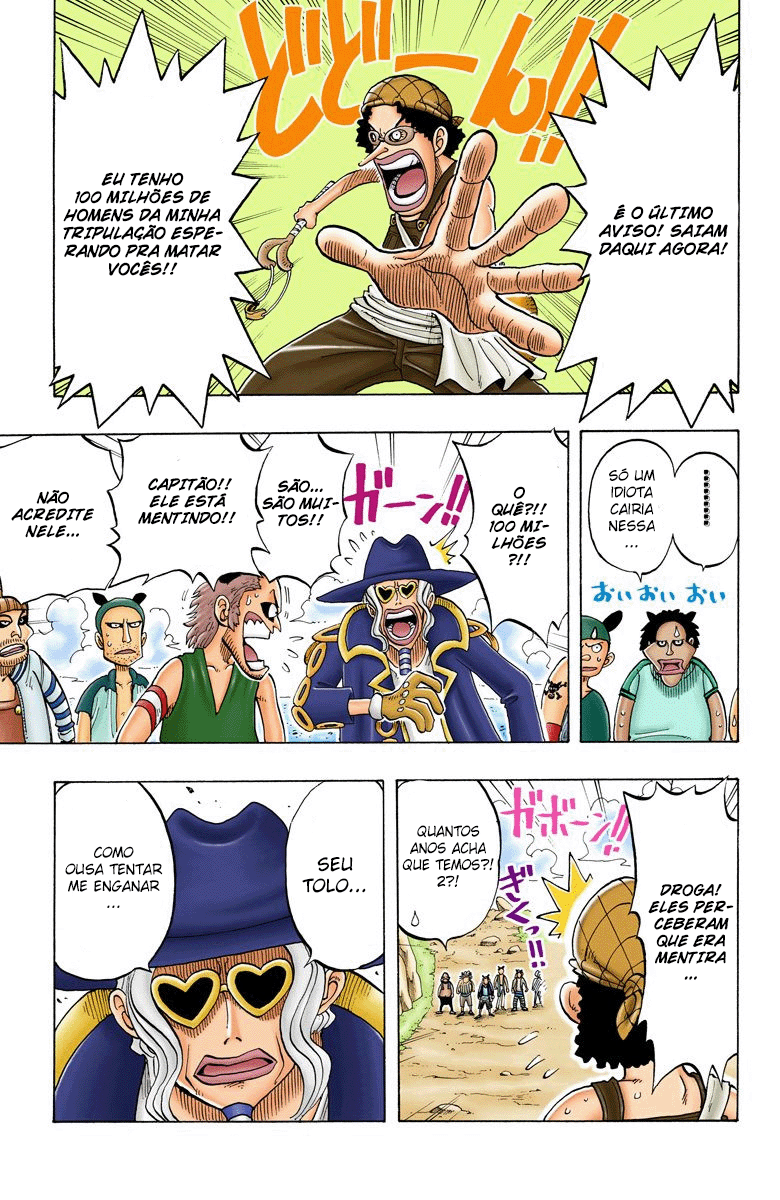 É O ÚLTIMO
AVISO! SAIAM
DAQUI AGORA!
どどーん!!
EU TENHO
100 MILHÕES DE
HOMENS DA MINHA
TRIPULAÇÃO ESPE-
RANDO PRA MATAR
VOCÊS!!
SÓ UM
IDIOTA
CAIRIA
NESSA
...
おい おい おい
O
QUÊ?!!
100 MI-
LHÕES
?!!
ガーン!!
SÃO...
SÃO MUI-
TOS!!
CAPITÃO!!
ELE ESTÁ
MENTINDO!!
NÃO
ACREDITE
NELE...
DROGA!
ELES PER-
CEBERAM
QUE ERA
MENTIRA
...
ガボーン!!
ぎくっ!!
QUANTOS
ANOS ACHA
QUE TEMOS?!
2?!
SEU
TOLO...
COMO
OUSA TENTAR
ME ENGANAR
...